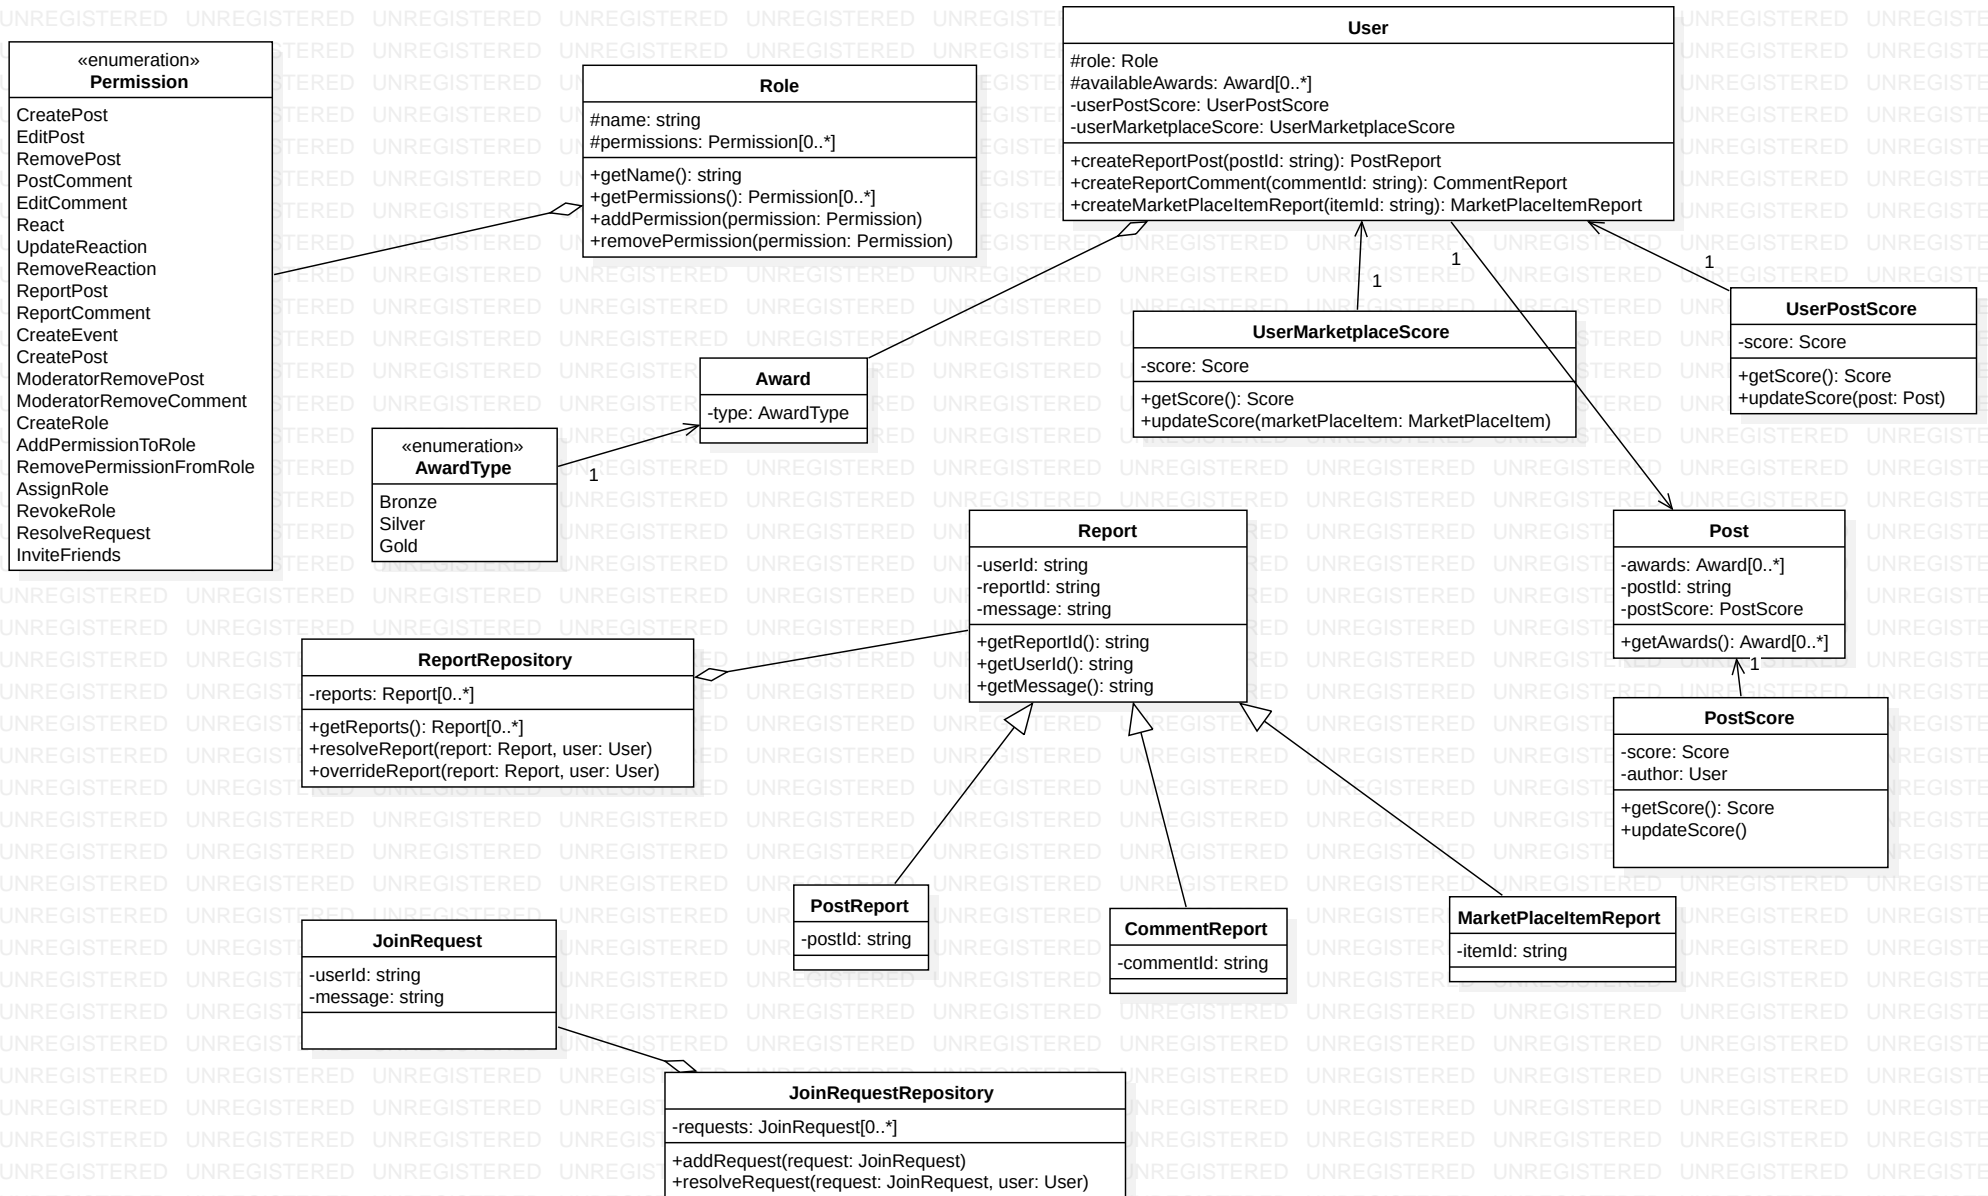 «enumeration»
Permission
CreatePost
EditPost
RemovePost
PostComment
EditComment
React
UpdateReaction
RemoveReaction
ReportPost
ReportComment
CreateEvent
CreatePost
ModeratorRemovePost
ModeratorRemoveComment
CreateRole
AddPermissionToRole
RemovePermissionFromRole
AssignRole
RevokeRole
ResolveRequest
InviteFriends
Role
#name: string
#permissions: Permission[0..*]
+getName(): string
+getPermissions(): Permission[0..*]
+addPermission(permission: Permission)
+removePermission(permission: Permission)
User
#role: Role
#availableAwards: Award[0..*]
-userPostScore: UserPostScore
-userMarketplaceScore: UserMarketplaceScore
+createReportPost(postId: string): PostReport
+createReportComment(commentId: string): CommentReport
+createMarketPlaceItemReport(itemId: string): MarketPlaceItemReport
1
1
1
UserMarketplaceScore
-score: Score
+getScore(): Score
+updateScore(marketPlaceItem: MarketPlaceItem)
UserPostScore
-score: Score
+getScore(): Score
+updateScore(post: Post)
Award
-type: AwardType
«enumeration»
AwardType
Bronze
Silver
Gold
1
Report
-userId: string
-reportId: string
-message: string
+getReportId(): string
+getUserId(): string
+getMessage(): string
Post
-awards: Award[0..*]
-postId: string
-postScore: PostScore
+getAwards(): Award[0..*]
1
PostScore
-score: Score
-author: User
+getScore(): Score
+updateScore()
ReportRepository
-reports: Report[0..*]
+getReports(): Report[0..*]
+resolveReport(report: Report, user: User)
+overrideReport(report: Report, user: User)
PostReport
-postId: string
CommentReport
-commentId: string
MarketPlaceItemReport
-itemId: string
JoinRequest
-userId: string
-message: string
JoinRequestRepository
-requests: JoinRequest[0..*]
+addRequest(request: JoinRequest)
+resolveRequest(request: JoinRequest, user: User)
UNREGISTERED